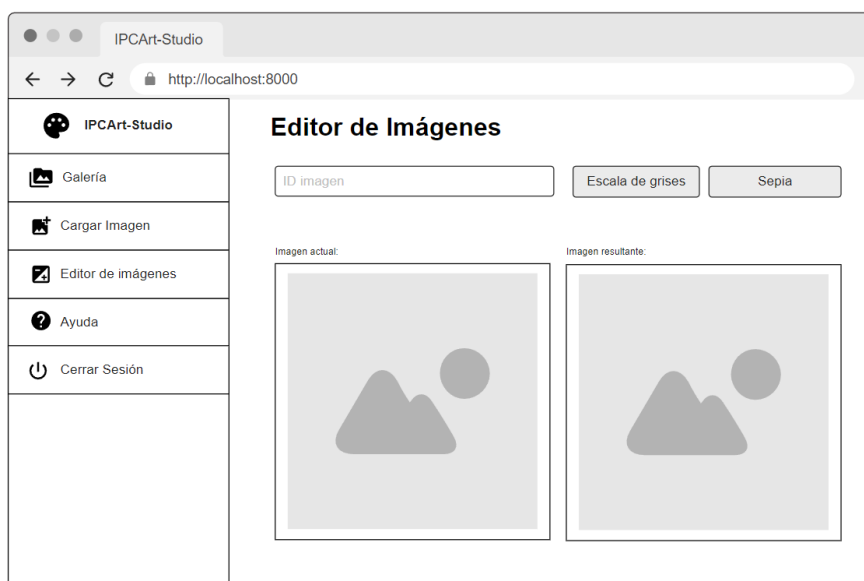 IPCArt-Studio
http://localhost:8000
IPCArt-Studio
Galería
Cargar Imagen
Editor de imágenes
Ayuda
Cerrar Sesión
Editor de Imágenes
ID imagen
Escala de grises
Sepia
Imagen actual:
Imagen resultante: